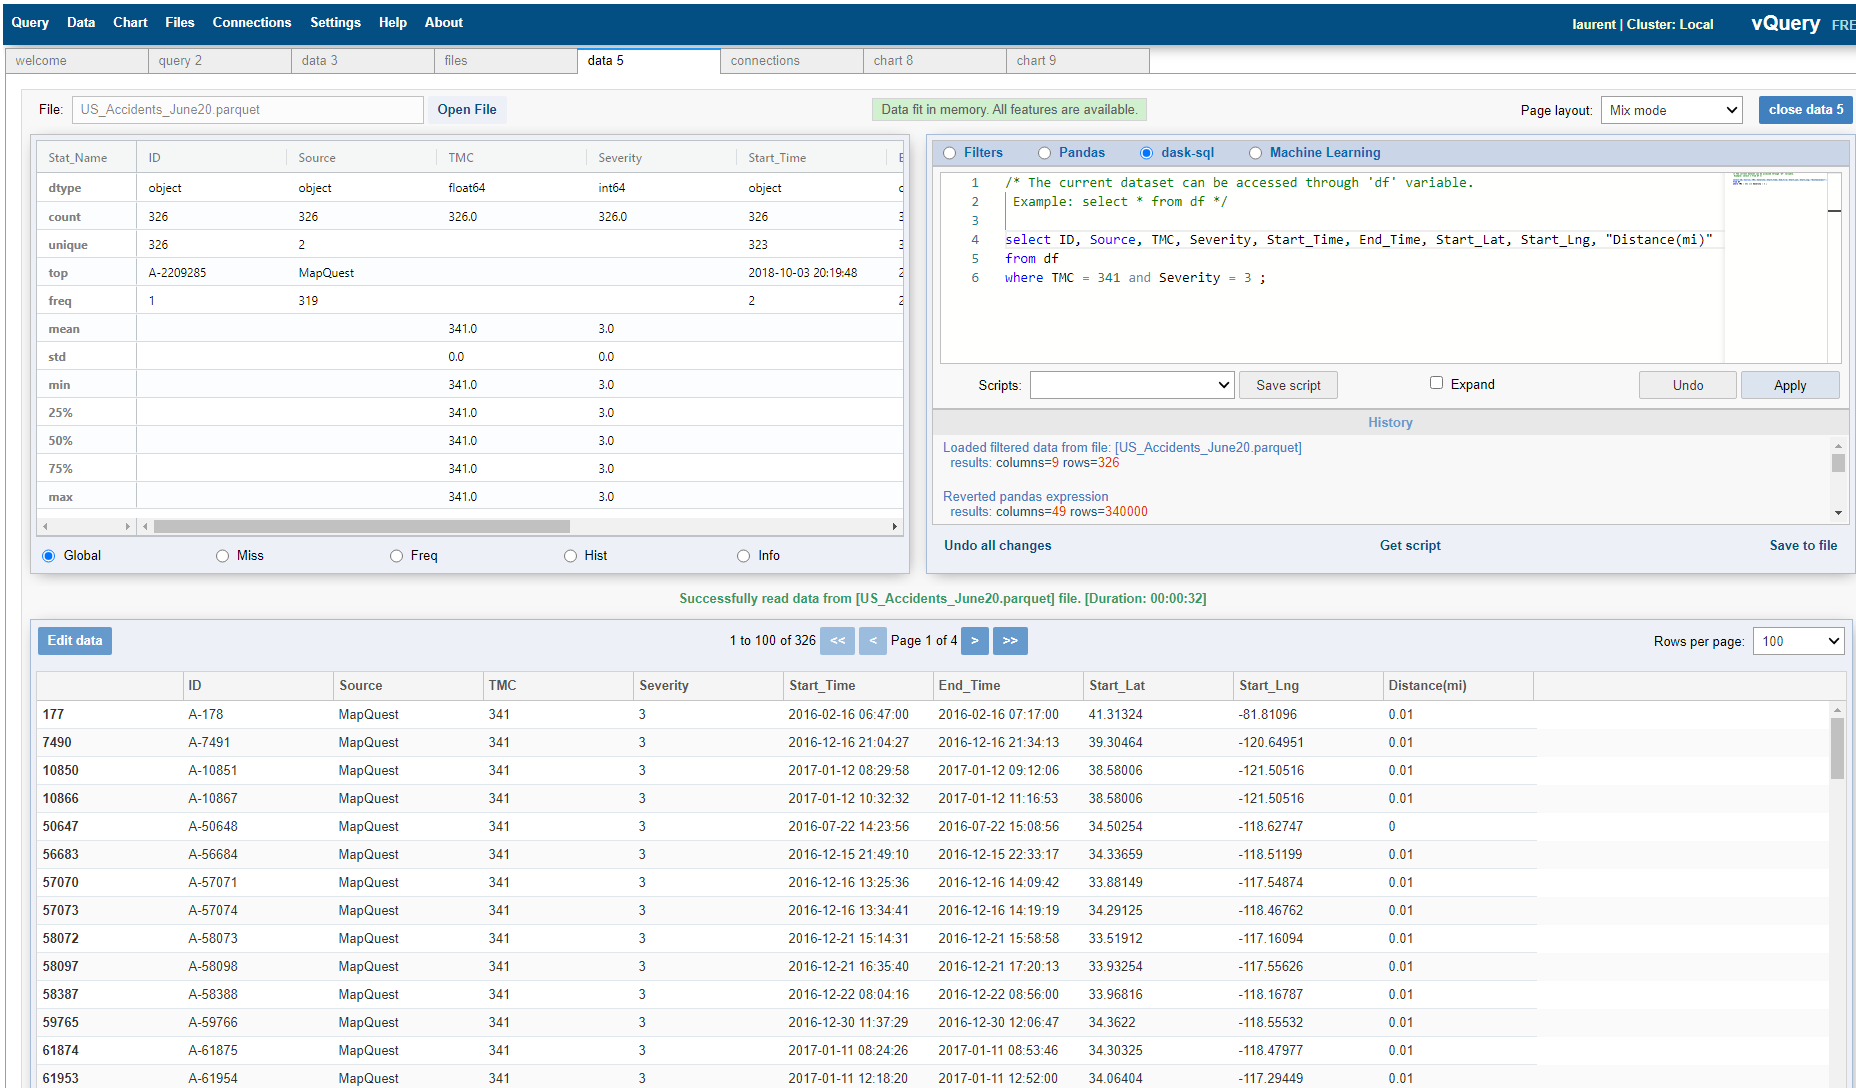 Query Data Chart Files Connections Settings Help About laurent | Cluster: Local vQuery FRE
welcome query 2 data 3 files data 5 connections chart 8 chart 9
File: US_Accidents_June20.parquet Open File Data fit in memory. All features are available. Page layout: Mix mode close data 5
Stat_Name ID Source TMC Severity Start_Time E
dtype object object float64 int64 object
count 326 326 326.0 326.0 326
unique 326 2 323
top A-2209285 MapQuest 2018-10-03 20:19:48
freq 1 319 2
mean 341.0 3.0
std 0.0 0.0
min 341.0 3.0
25% 341.0 3.0
50% 341.0 3.0
75% 341.0 3.0
max 341.0 3.0
Global Miss Freq Hist Info
Filters Pandas dask-sql Machine Learning
1 /* The current dataset can be accessed through 'df' variable.
2 Example: select * from df */
3
4 select ID, Source, TMC, Severity, Start_Time, End_Time, Start_Lat, Start_Lng, "Distance(mi)"
5 from df
6 where TMC = 341 and Severity = 3 ;
Scripts: Save script Expand Undo Apply
History
Loaded filtered data from file: [US_Accidents_June20.parquet]
results: columns=9 rows=326
Reverted pandas expression
results: columns=49 rows=340000
Undo all changes Get script Save to file
Successfully read data from [US_Accidents_June20.parquet] file. [Duration: 00:00:32]
Edit data 1 to 100 of 326 << < Page 1 of 4 > >> Rows per page: 100
ID Source TMC Severity Start_Time End_Time Start_Lat Start_Lng Distance(mi)
177 A-178 MapQuest 341 3 2016-02-16 06:47:00 2016-02-16 07:17:00 41.31324 -81.81096 0.01
7490 A-7491 MapQuest 341 3 2016-12-16 21:04:27 2016-12-16 21:34:13 39.30464 -120.64951 0.01
10850 A-10851 MapQuest 341 3 2017-01-12 08:29:58 2017-01-12 09:12:06 38.58006 -121.50516 0.01
10866 A-10867 MapQuest 341 3 2017-01-12 10:32:32 2017-01-12 11:16:53 38.58006 -121.50516 0.01
50647 A-50648 MapQuest 341 3 2016-07-22 14:23:56 2016-07-22 15:08:56 34.50254 -118.62747 0
56683 A-56684 MapQuest 341 3 2016-12-15 21:49:10 2016-12-15 22:33:17 34.33659 -118.51199 0.01
57070 A-57071 MapQuest 341 3 2016-12-16 13:25:36 2016-12-16 14:09:42 33.88149 -117.54874 0.01
57073 A-57074 MapQuest 341 3 2016-12-16 13:34:41 2016-12-16 14:19:19 34.29125 -118.46762 0.01
58072 A-58073 MapQuest 341 3 2016-12-21 15:14:31 2016-12-21 15:58:58 33.51912 -117.16094 0.01
58097 A-58098 MapQuest 341 3 2016-12-21 16:35:40 2016-12-21 17:20:13 33.93254 -117.55626 0.01
58387 A-58388 MapQuest 341 3 2016-12-22 08:04:16 2016-12-22 08:56:00 33.96816 -118.16787 0.01
59765 A-59766 MapQuest 341 3 2016-12-30 11:37:29 2016-12-30 12:06:47 34.3622 -118.55532 0.01
61874 A-61875 MapQuest 341 3 2017-01-11 08:24:26 2017-01-11 08:53:46 34.30325 -118.47977 0.01
61953 A-61954 MapQuest 341 3 2017-01-11 12:18:20 2017-01-11 12:52:00 34.06404 -117.29449 0.01